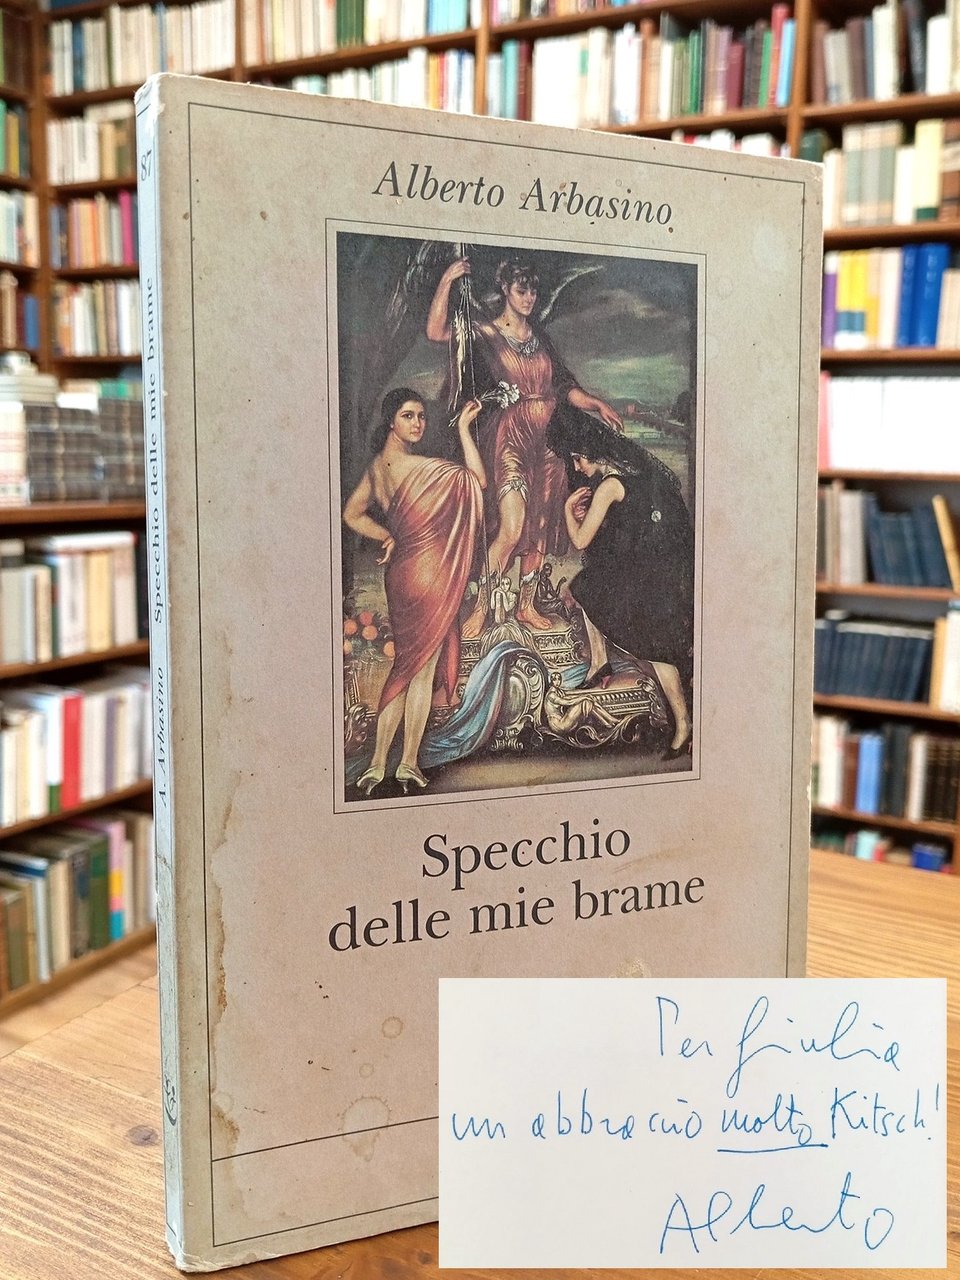 Alberto Arbasino
Specchio
delle mie brame
87
A. Arbasino Specchio delle mie brame
Per Giulia
un abbraccio molto Kitsch!
Alberto